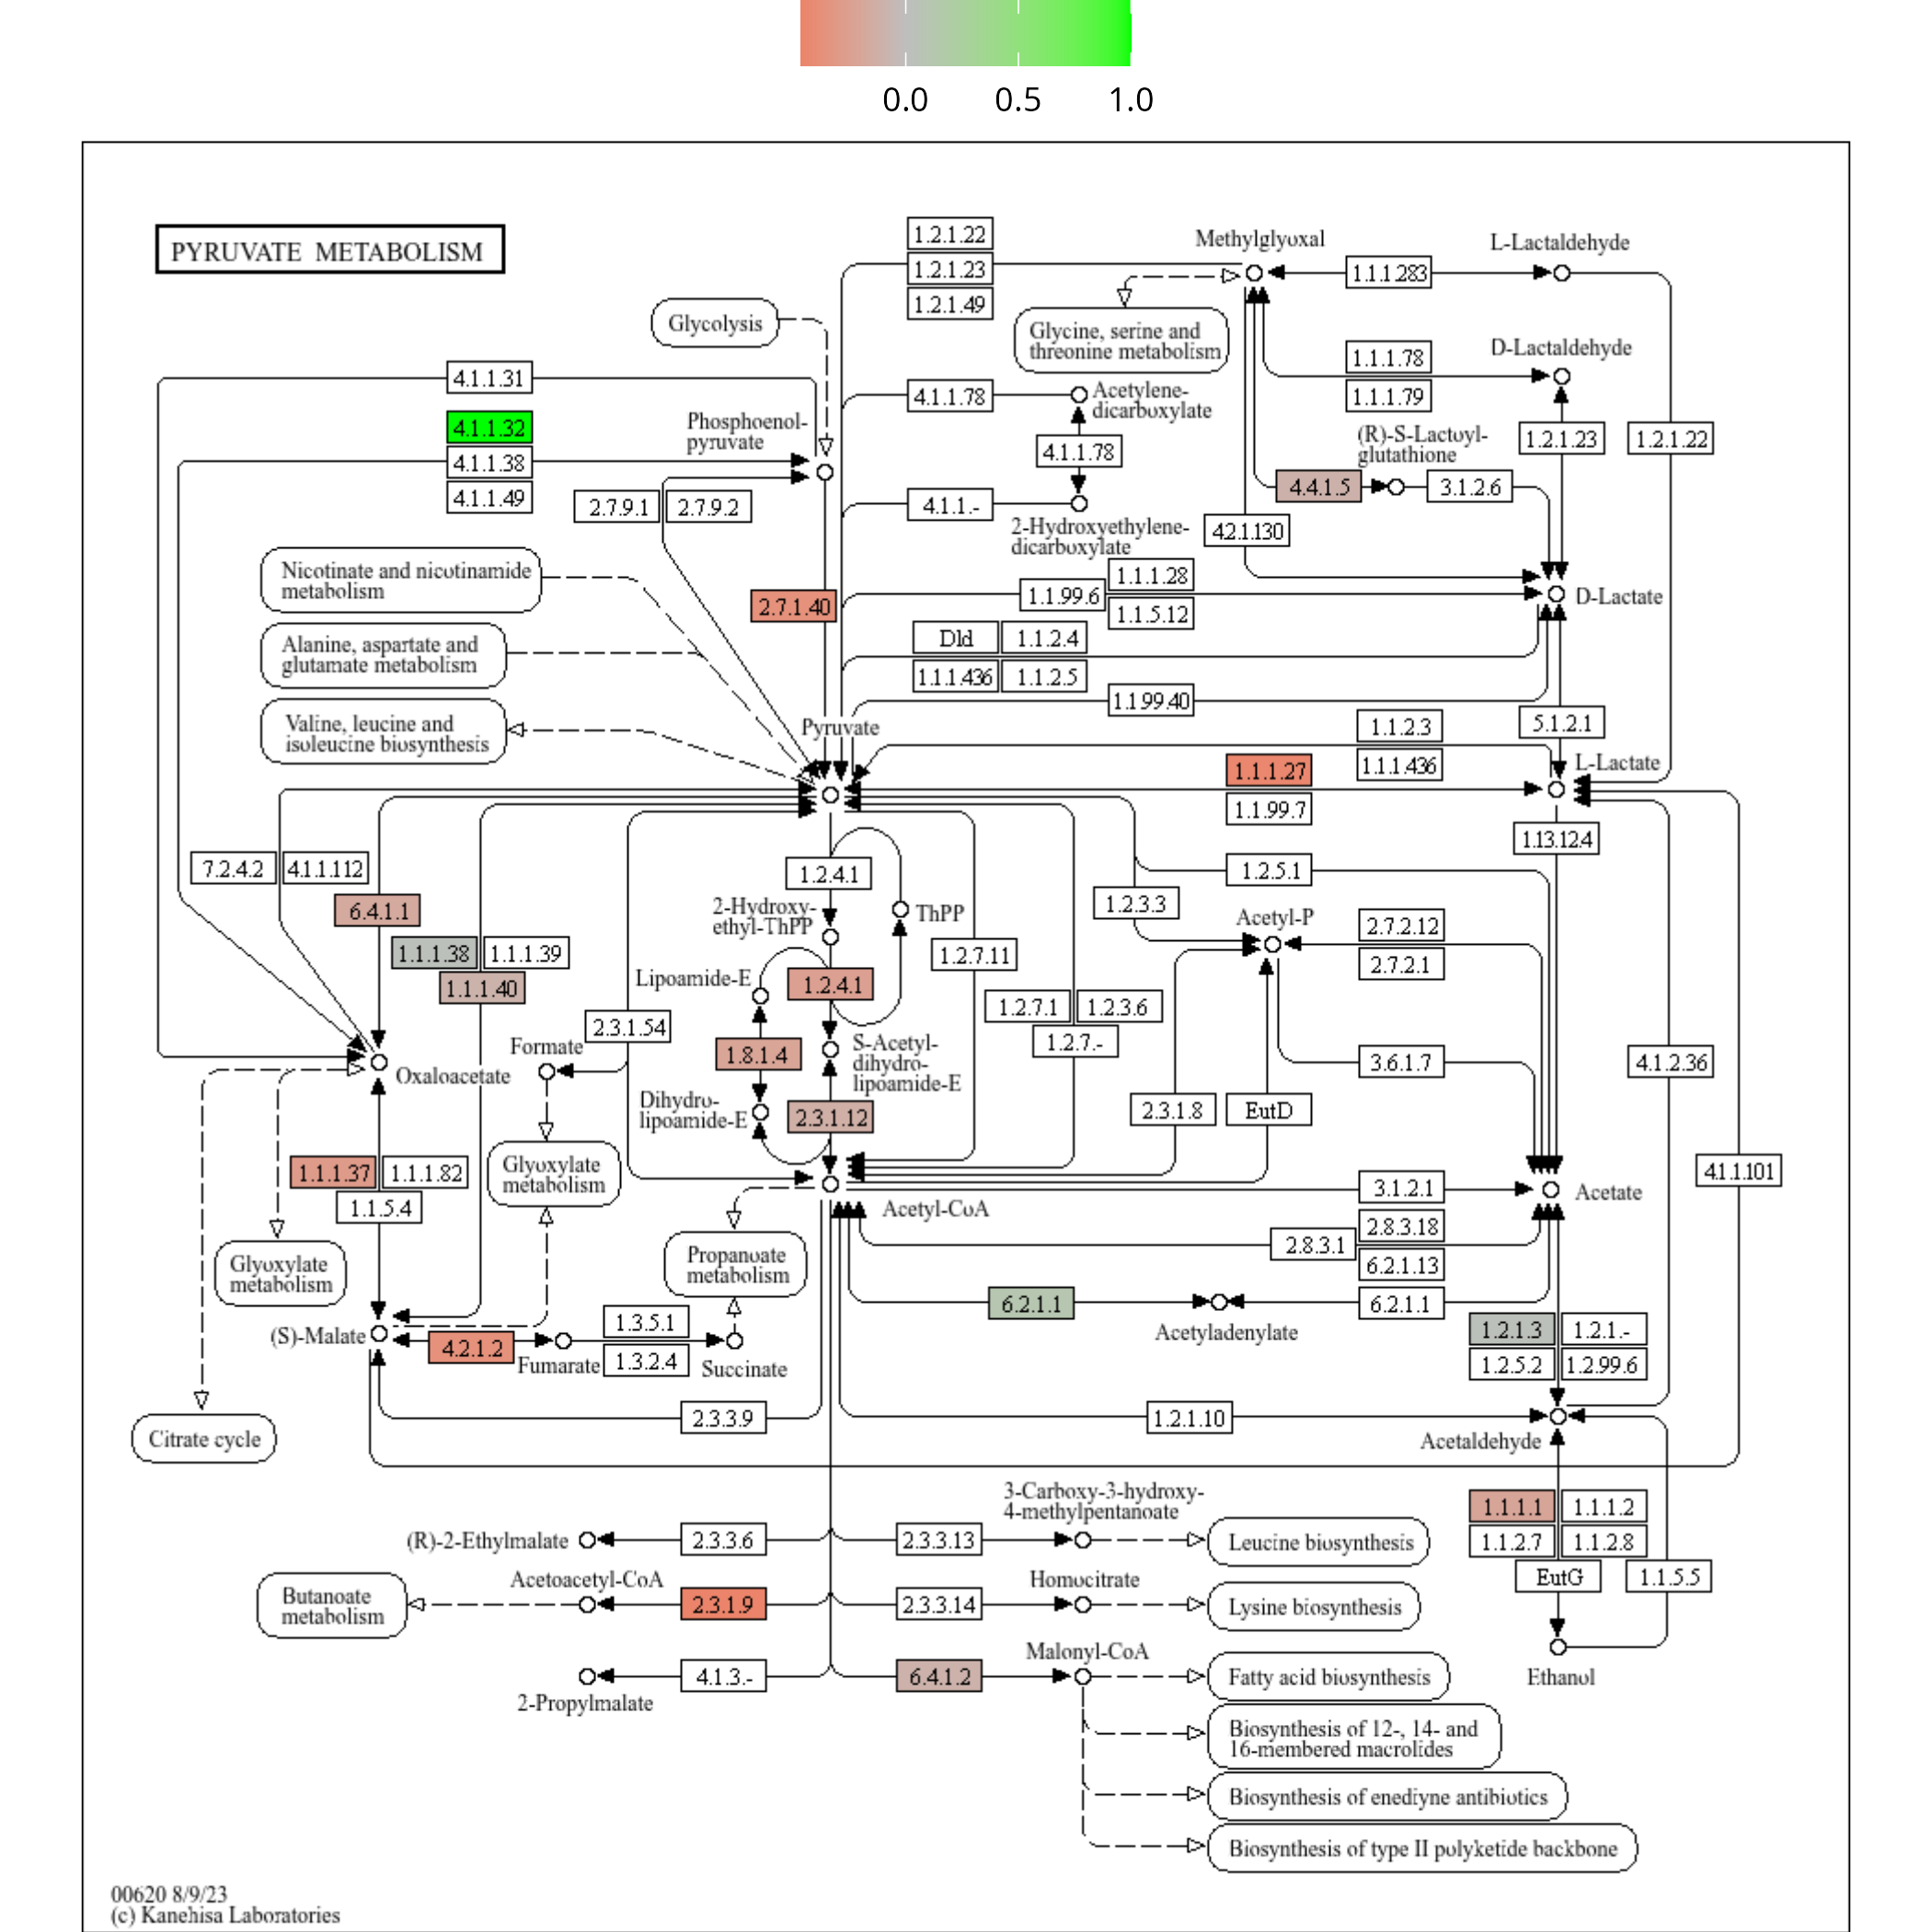 0.0 0.5 1.0
PYRUVATE METABOLISM
1.2.1.22
1.2.1.23
1.2.1.49
Methylglyoxal
1.1.1.283
L-Lactaldehyde
Glycolysis
Glycine, serine and
threonine metabolism
1.1.1.78
1.1.1.79
D-Lactaldehyde
4.1.1.31
4.1.1.32
4.1.1.38
4.1.1.49
Phosphoenol-
pyruvate
4.1.1.78
Acetylene-
dicarboxylate
4.1.1.78
(R)-S-Lactoyl-
glutathione
1.2.1.23
1.2.1.22
4.4.1.5
3.1.2.6
2.7.9.1
2.7.9.2
4.1.1.-
2-Hydroxyethylene-
dicarboxylate
4.2.1.130
Nicotinate and nicotinamide
metabolism
2.7.1.40
1.1.99.6
1.1.1.28
1.1.5.12
D-Lactate
Alanine, aspartate and
glutamate metabolism
Dld
1.1.2.4
1.1.1.436
1.1.2.5
1.1.99.40
Valine, leucine and
isoleucine biosynthesis
Pyruvate
1.1.2.3
1.1.1.436
5.1.2.1
1.1.1.27
1.1.99.7
L-Lactate
1.13.12.4
7.2.4.2
4.1.1.112
1.2.4.1
1.2.5.1
6.4.1.1
2-Hydroxy-
ethyl-ThPP
ThPP
1.2.3.3
Acetyl-P
2.7.2.12
2.7.2.1
1.1.1.38
1.1.1.39
1.1.1.40
1.2.7.11
Lipoamide-E
1.2.4.1
1.2.7.1
1.2.3.6
1.2.7.-
2.3.1.54
Formate
1.8.1.4
S-Acetyl-
dihydro-
lipoamide-E
3.6.1.7
4.1.2.36
Oxaloacetate
Dihydro-
lipoamide-E
2.3.1.12
2.3.1.8
EutD
1.1.1.37
1.1.1.82
1.1.5.4
Glyoxylate
metabolism
4.1.1.101
Acetyl-CoA
3.1.2.1
Acetate
2.8.3.1
2.8.3.18
6.2.1.13
Glyoxylate
metabolism
Propanoate
metabolism
6.2.1.1
6.2.1.1
Acetyladenylate
(S)-Malate
4.2.1.2
Fumarate
1.3.5.1
1.3.2.4
Succinate
1.2.1.3
1.2.1.-
1.2.5.2
1.2.99.6
Citrate cycle
2.3.3.9
1.2.1.10
Acetaldehyde
3-Carboxy-3-hydroxy-
4-methylpentanoate
(R)-2-Ethylmalate
2.3.3.6
2.3.3.13
Leucine biosynthesis
1.1.1.1
1.1.1.2
1.1.2.7
1.1.2.8
EutG
1.1.5.5
Butanoate
metabolism
Acetoacetyl-CoA
2.3.1.9
2.3.3.14
Homocitrate
Lysine biosynthesis
2-Propylmalate
4.1.3.-
6.4.1.2
Malonyl-CoA
Fatty acid biosynthesis
Ethanol
Biosynthesis of 12-, 14- and
16-membered macrolides
Biosynthesis of enediyne antibiotics
Biosynthesis of type II polyketide backbone
00620 8/9/23
(c) Kanehisa Laboratories